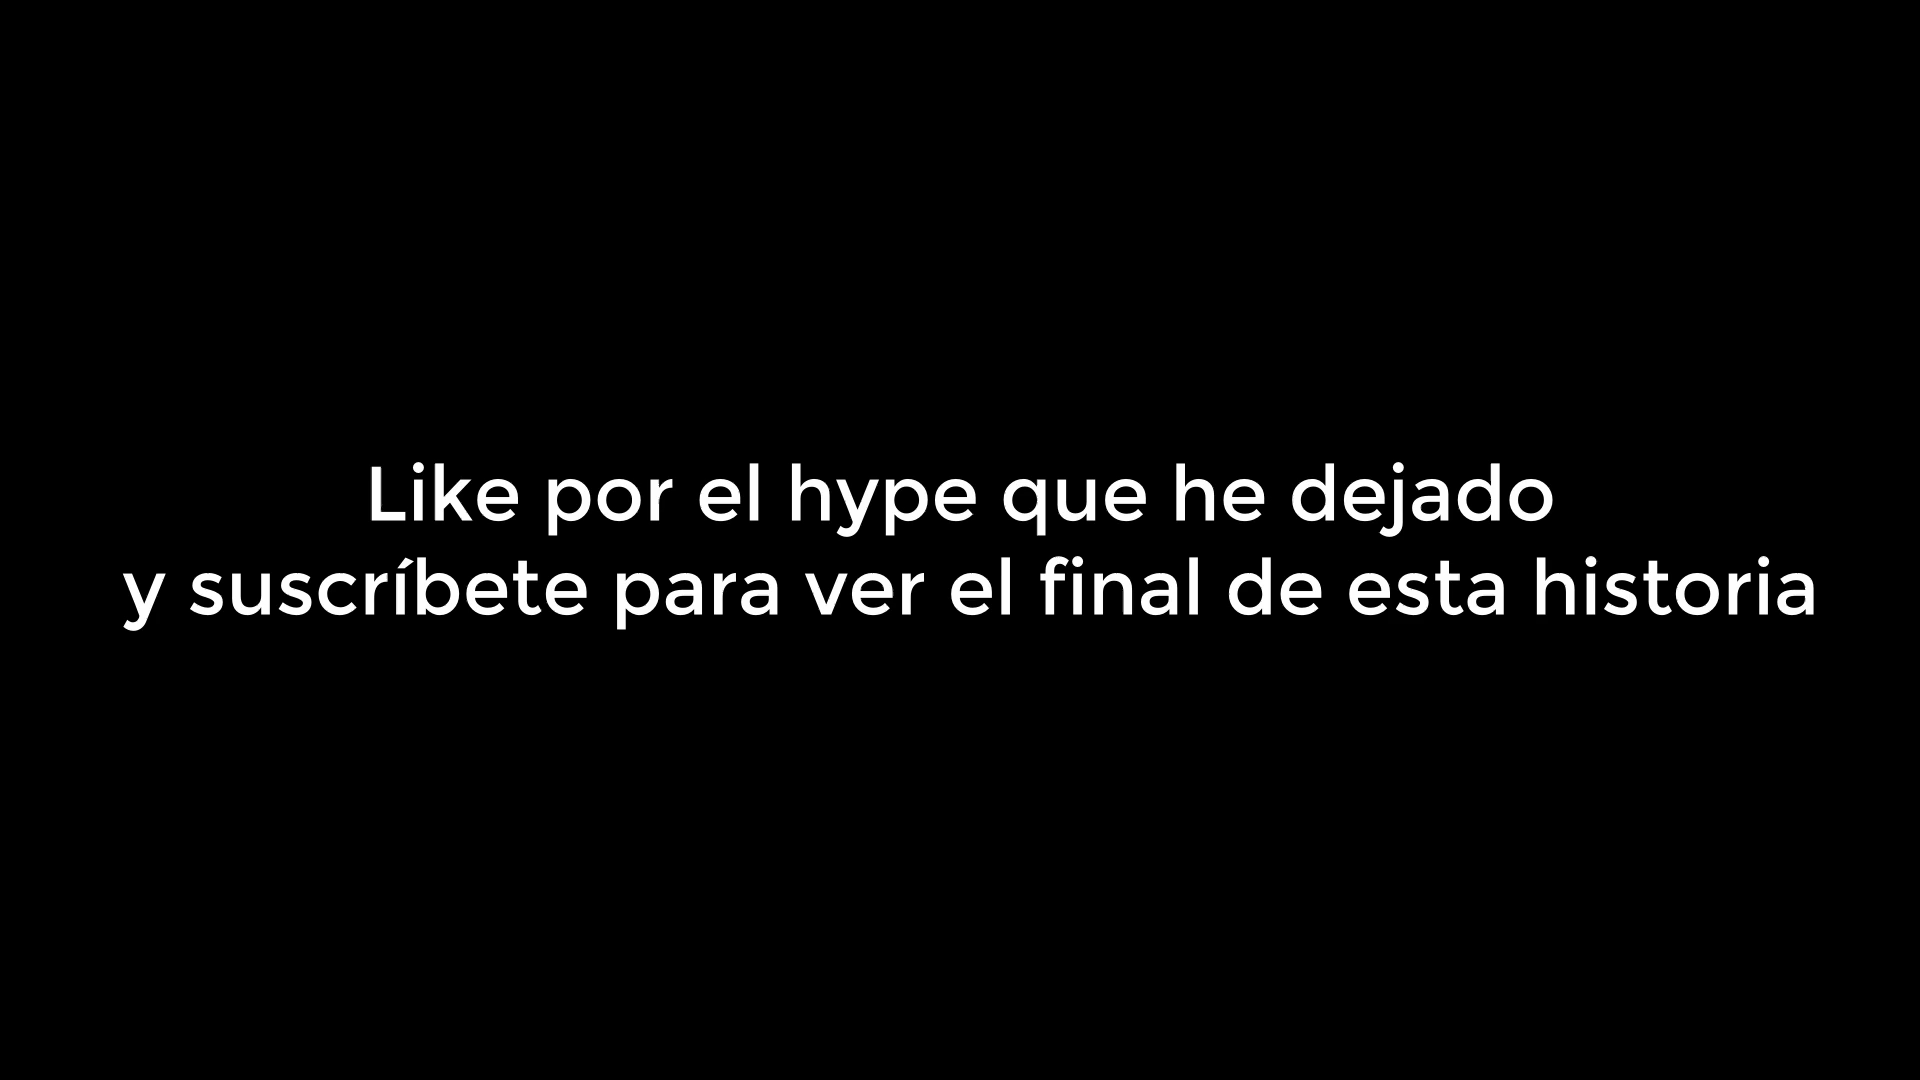 Like por el hype que he dejado
y suscríbete para ver el final de esta historia